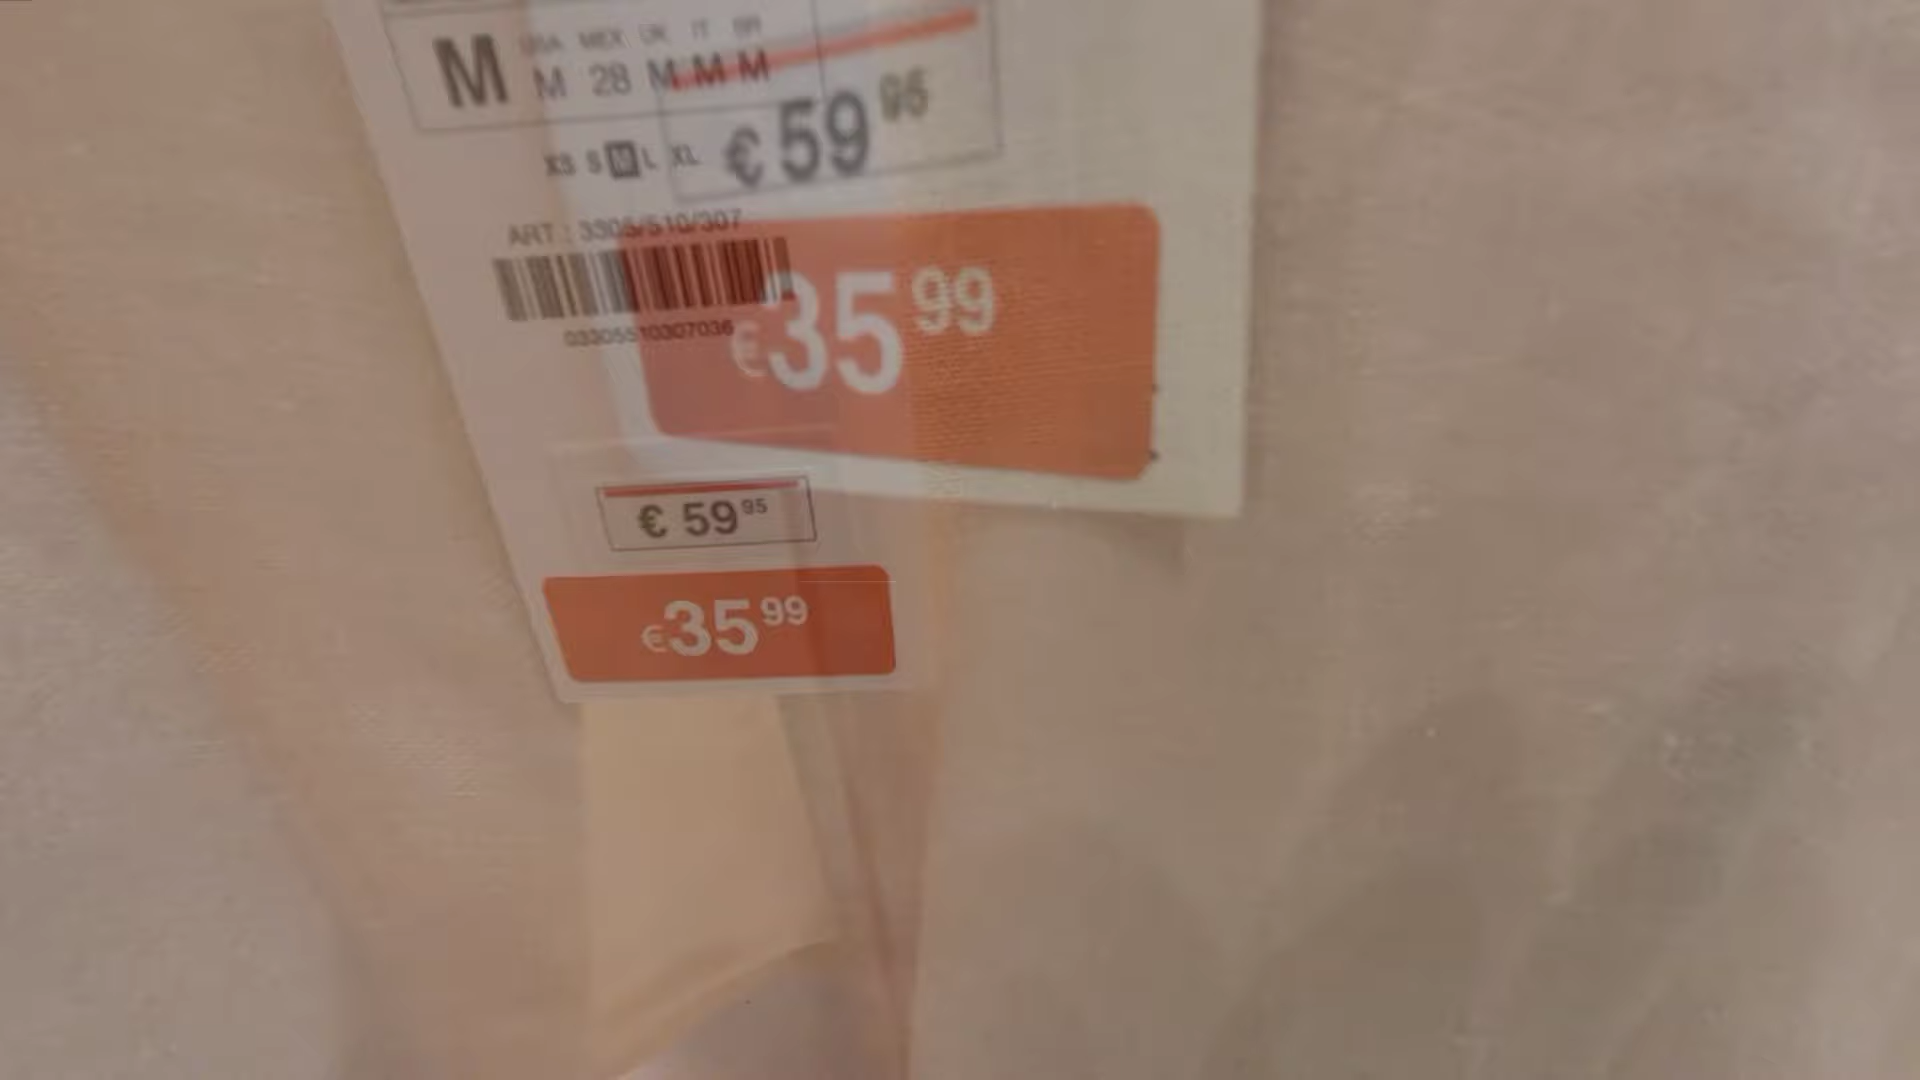 M
USA MEX UK IT BR
M 28 M M M
€ 59 95
XS S M L XL
ART.: 3305/510/307
€35 99
03305510307036
€ 59 95
€35 99